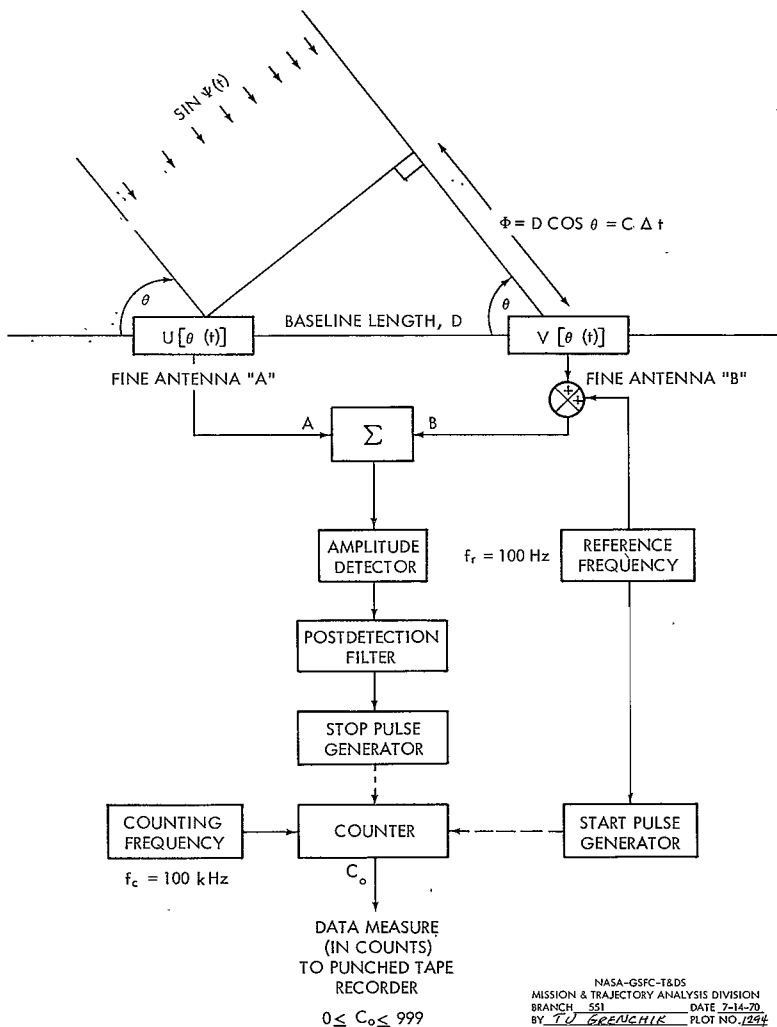 SIN Ψ(t)
Φ = D COS θ = C Δ t
θ
θ
BASELINE LENGTH, D
U [θ (t)]
V [θ (t)]
FINE ANTENNA "A"
FINE ANTENNA "B"
+
+
A
Σ
B
AMPLITUDE
DETECTOR
f_r = 100 Hz
REFERENCE
FREQUENCY
POSTDETECTION
FILTER
STOP PULSE
GENERATOR
COUNTING
FREQUENCY
COUNTER
START PULSE
GENERATOR
f_c = 100 kHz
C_o
DATA MEASURE
(IN COUNTS)
TO PUNCHED TAPE
RECORDER
0 ≤ C_o ≤ 999
NASA-GSFC-T&DS
MISSION & TRAJECTORY ANALYSIS DIVISION
BRANCH 551 DATE 7-14-70
BY T.J. GRENCHIK PLOT NO. 1294